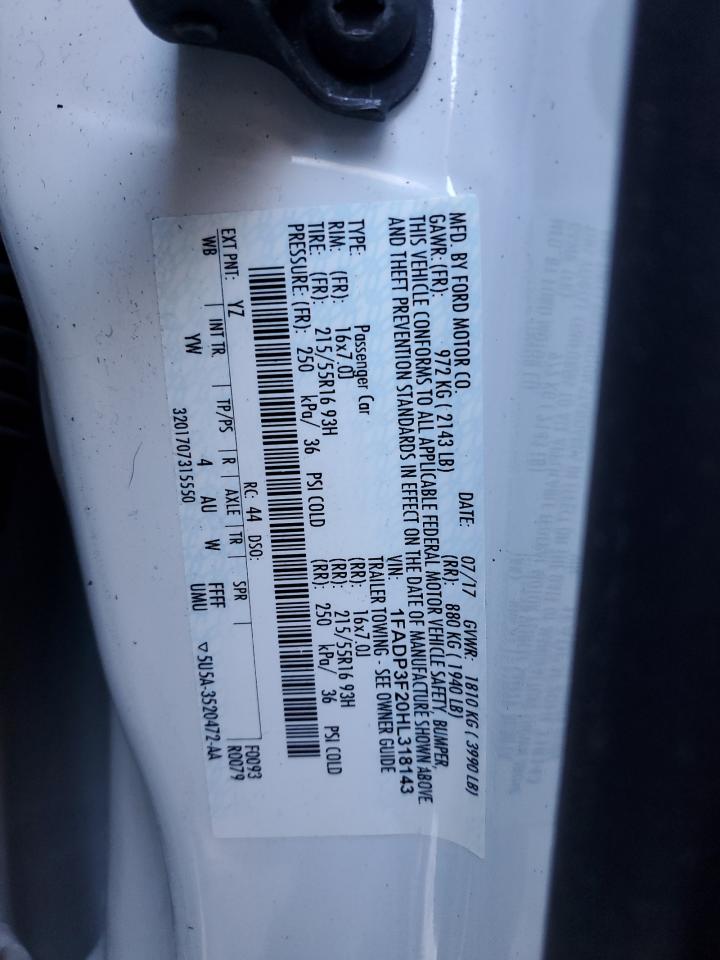 MFD. BY FORD MOTOR CO.
DATE: 07/17 GVWR: 1810 KG ( 3990 LB)
GAWR: (FR): 972 KG ( 2143 LB) (RR): 880 KG ( 1940 LB)
THIS VEHICLE CONFORMS TO ALL APPLICABLE FEDERAL MOTOR VEHICLE SAFETY, BUMPER,
AND THEFT PREVENTION STANDARDS IN EFFECT ON THE DATE OF MANUFACTURE SHOWN ABOVE
VIN: 1FADP3F20HL318143
TYPE: Passenger Car TRAILER TOWING - SEE OWNER GUIDE
RIM: (FR): 16x7.0J (RR): 16x7.0J
TIRE: (FR): 215/55R16 93H (RR): 215/55R16 93H
PRESSURE: (FR): 250 kPa/ 36 PSI COLD (RR): 250 kPa/ 36 PSI COLD
F0093
EXT PNT: YZ RC: 44 DSO: R0079
WB INT TR TP/PS R AXLE TR SPR
YW 4 AU W FFFF
UMU
3201707315550 ▽5U5A-3520472-AA